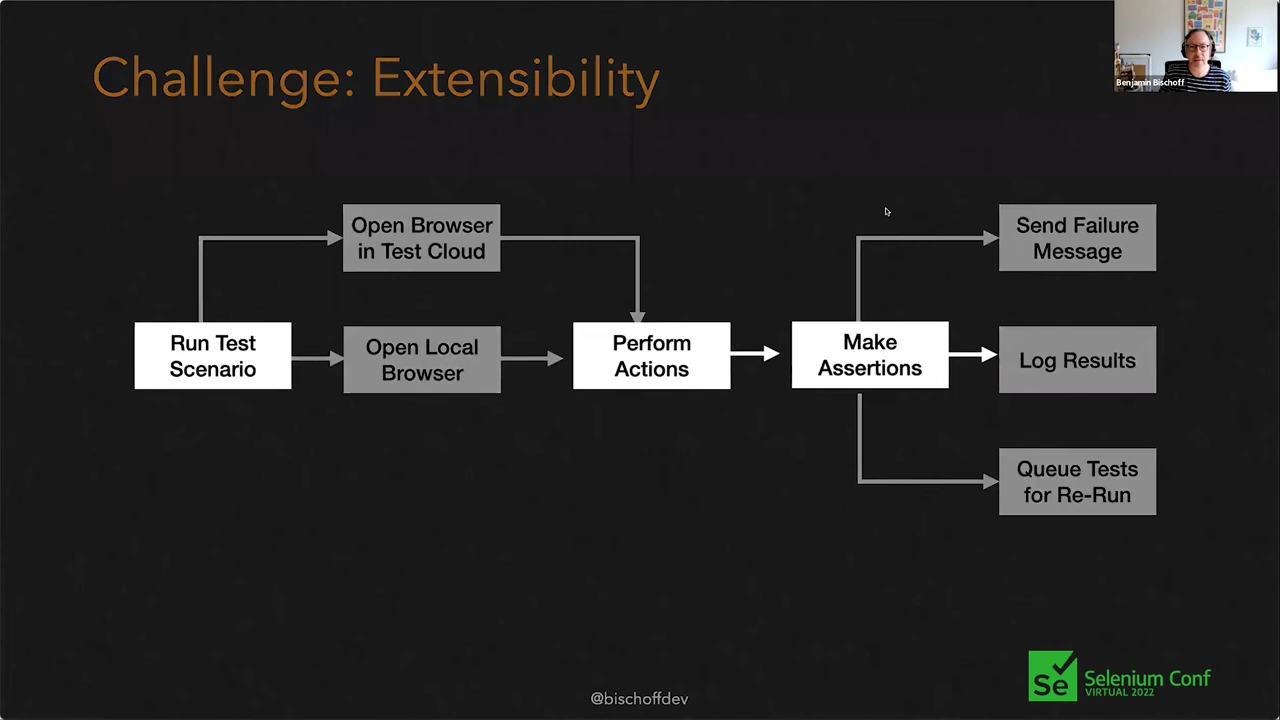 Challenge: Extensibility
Benjamin Bischoff
Open Browser
in Test Cloud
Send Failure
Message
Run Test
Scenario
Open Local
Browser
Perform
Actions
Make
Assertions
Log Results
Queue Tests
for Re-Run
@bischoffdev
Se
Selenium Conf
VIRTUAL 2022